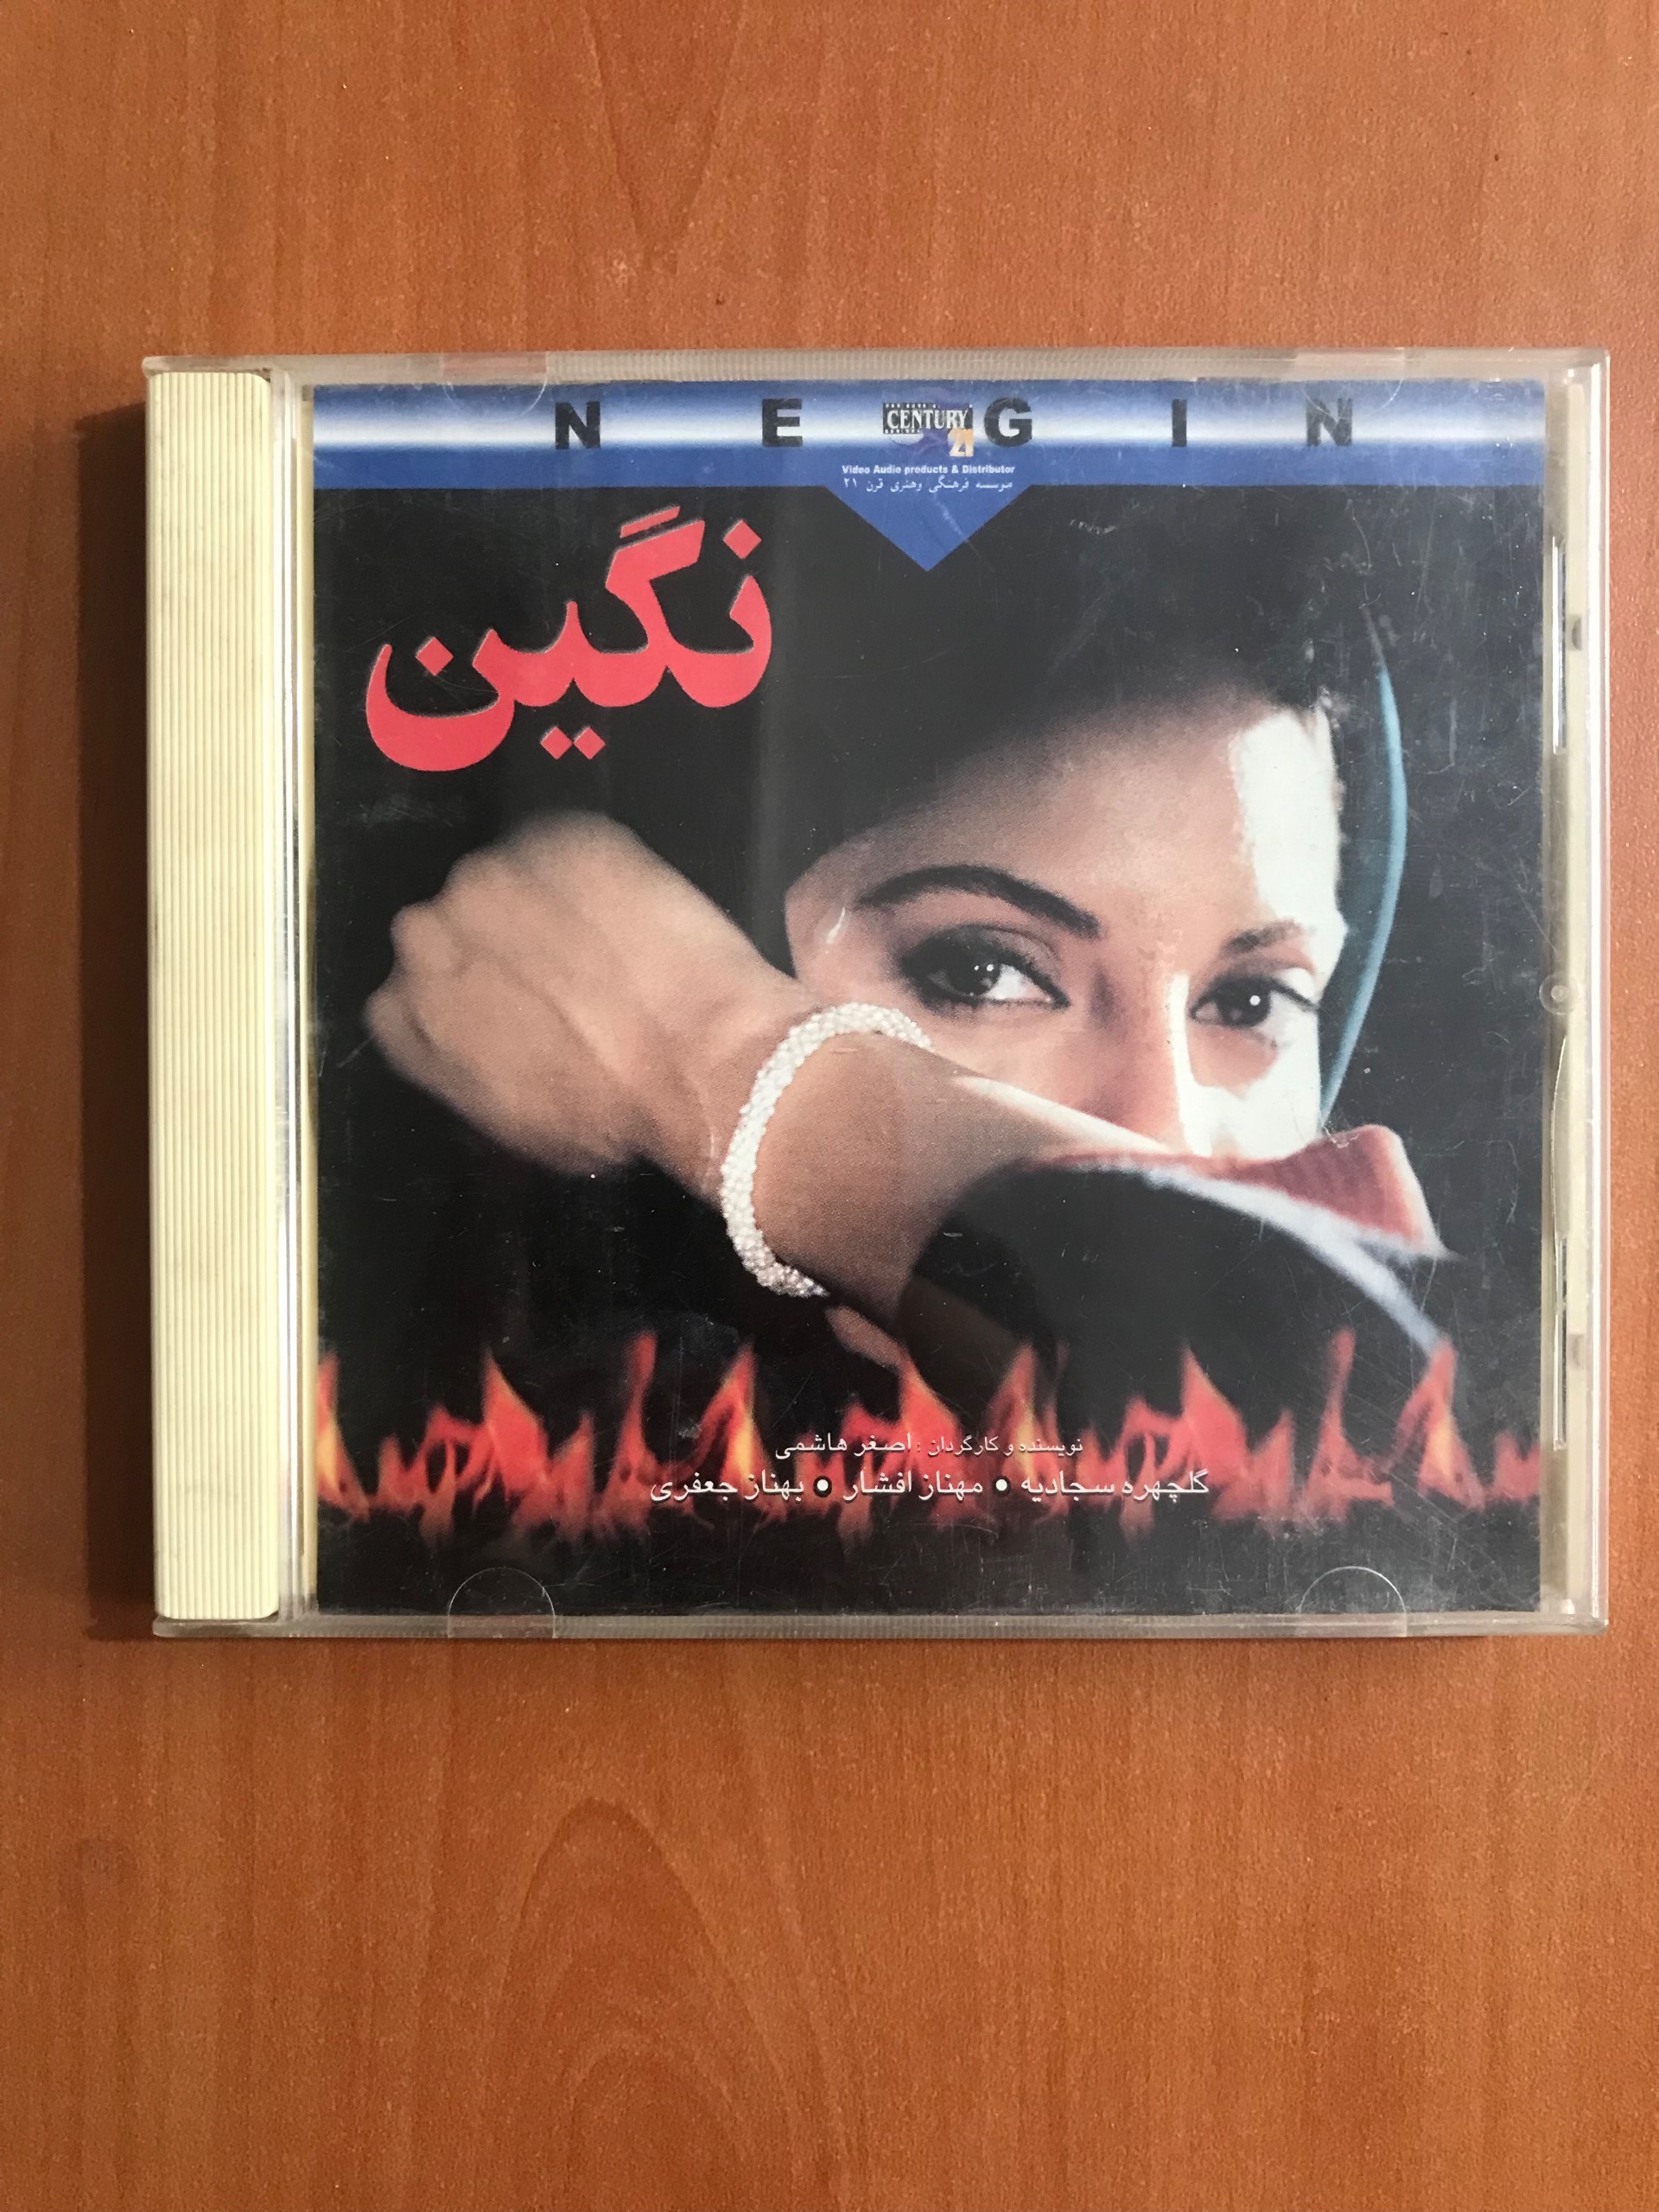 N E G I N
CENTURY 21
Video Audio products & Distributor
موسسه فرهنگی وهنری قرن ۲۱
نگین
نویسنده و کارگردان : اصغر هاشمی
گلچهره سجادیه • مهناز افشار • بهناز جعفری